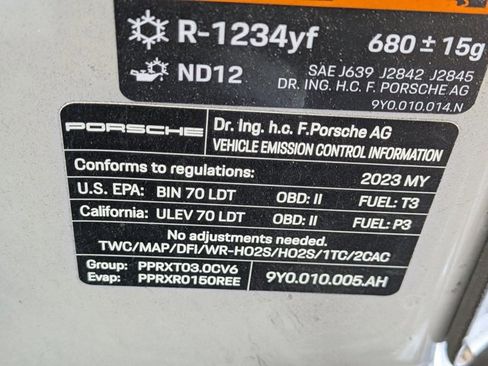 R-1234yf 680 ± 15g
ND12 SAE J639 J2842 J2845
DR. ING. H.C. F. PORSCHE AG
9Y0.010.014.N
PORSCHE Dr. Ing. h.c. F.Porsche AG
VEHICLE EMISSION CONTROL INFORMATION
Conforms to regulations: 2023 MY
U.S. EPA: BIN 70 LDT OBD: II FUEL: T3
California: ULEV 70 LDT OBD: II FUEL: P3
No adjustments needed.
TWC/MAP/DFI/WR-HO2S/HO2S/1TC/2CAC
Group: PPRXT03.0CV6
Evap: PPRXR0150REE 9Y0.010.005.AH